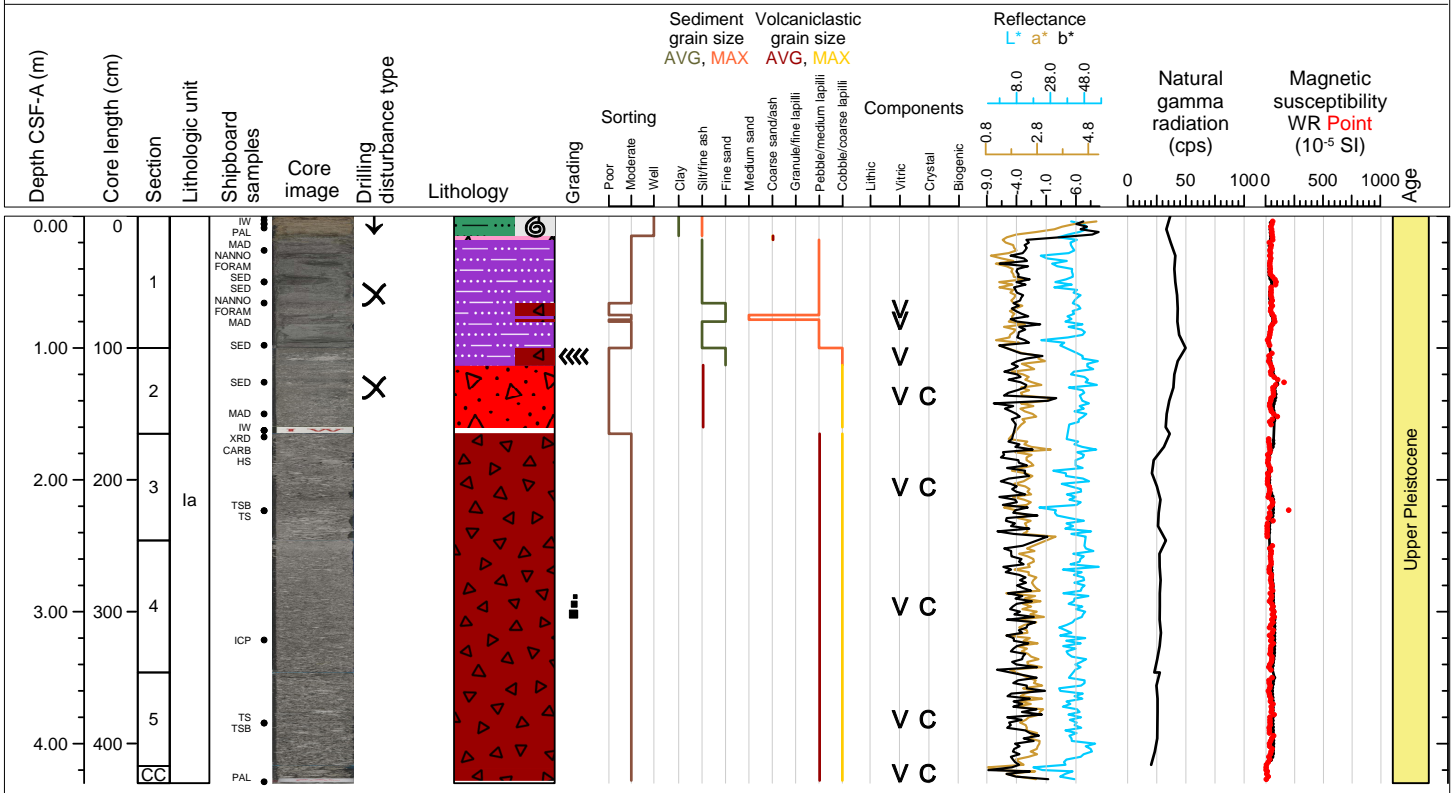 Depth CSF-A (m)
Core length (cm)
Section
Lithologic unit
Shipboard
samples
Core
image
Drilling
disturbance type
Lithology
Grading
Sorting
Poor
Moderate
Well
Sediment
grain size
AVG, MAX
Volcaniclastic
grain size
AVG, MAX
Clay
Silt/fine ash
Fine sand
Medium sand
Coarse sand/ash
Granule/fine lapilli
Pebble/medium lapilli
Cobble/coarse lapilli
Components
Lithic
Vitric
Crystal
Biogenic
Reflectance
L* a* b*
8.0 28.0 48.0
0.8 2.8 4.8
-9.0 -4.0 1.0 6.0
Natural
gamma
radiation
(cps)
0 50 100
Magnetic
susceptibility
WR Point
(10-5 SI)
0 500 1000
Age
0.00
1.00
2.00
3.00
4.00
0
100
200
300
400
1
2
3
4
5
CC
Ia
IW
PAL
MAD
NANNO
FORAM
SED
SED
NANNO
FORAM
MAD
SED
SED
MAD
IW
XRD
CARB
HS
TSB
TS
ICP
TS
TSB
PAL
V
V
V
V C
V C
V C
V C
V C
Upper Pleistocene